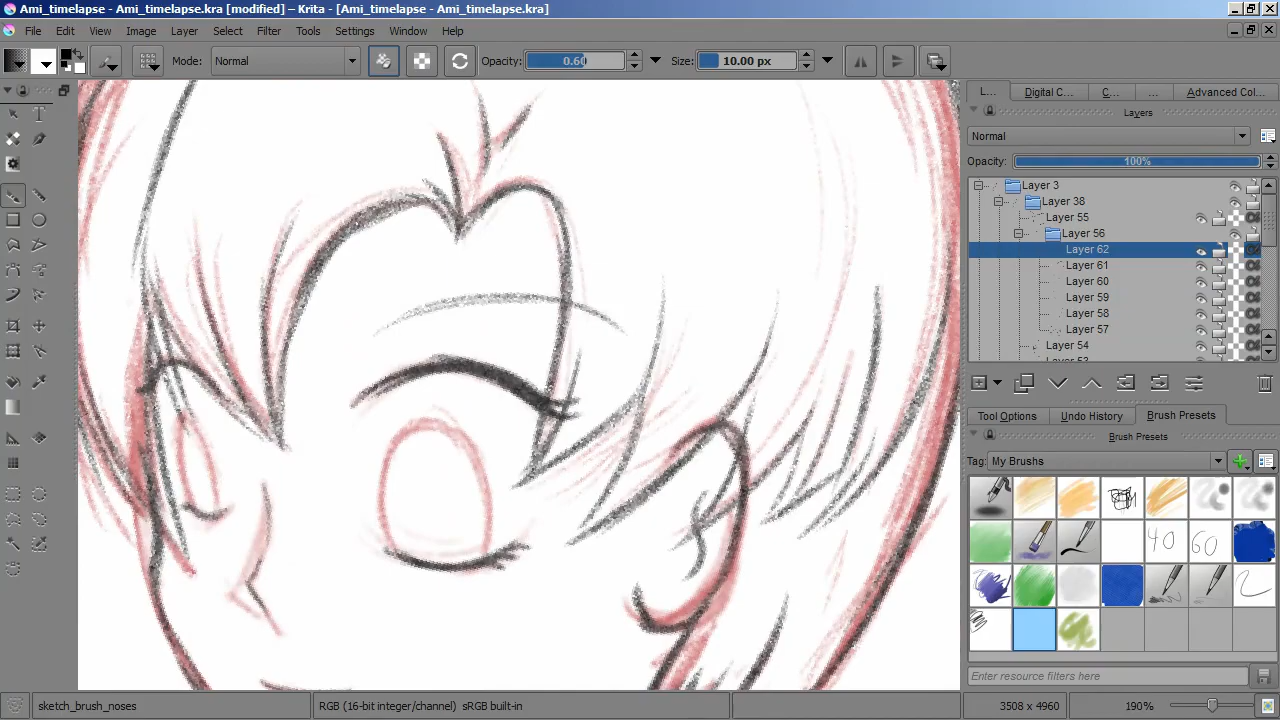 Ami_timelapse - Ami_timelapse.kra [modified] – Krita - [Ami_timelapse - Ami_timelapse.kra]
File Edit View Image Layer Select Filter Tools Settings Window Help
Mode: Normal Opacity: 0.60 Size: 10.00 px
L... Digital C... C... ... Advanced Col...
Layers
Normal
Opacity: 100%
Layer 3
Layer 38
Layer 55
Layer 56
Layer 62
Layer 61
Layer 60
Layer 59
Layer 58
Layer 57
Layer 54
Tool Options Undo History Brush Presets
Brush Presets
Tag: My Brushs
40 60
Enter resource filters here
sketch_brush_noses RGB (16-bit integer/channel) sRGB built-in 3508 x 4960 190%